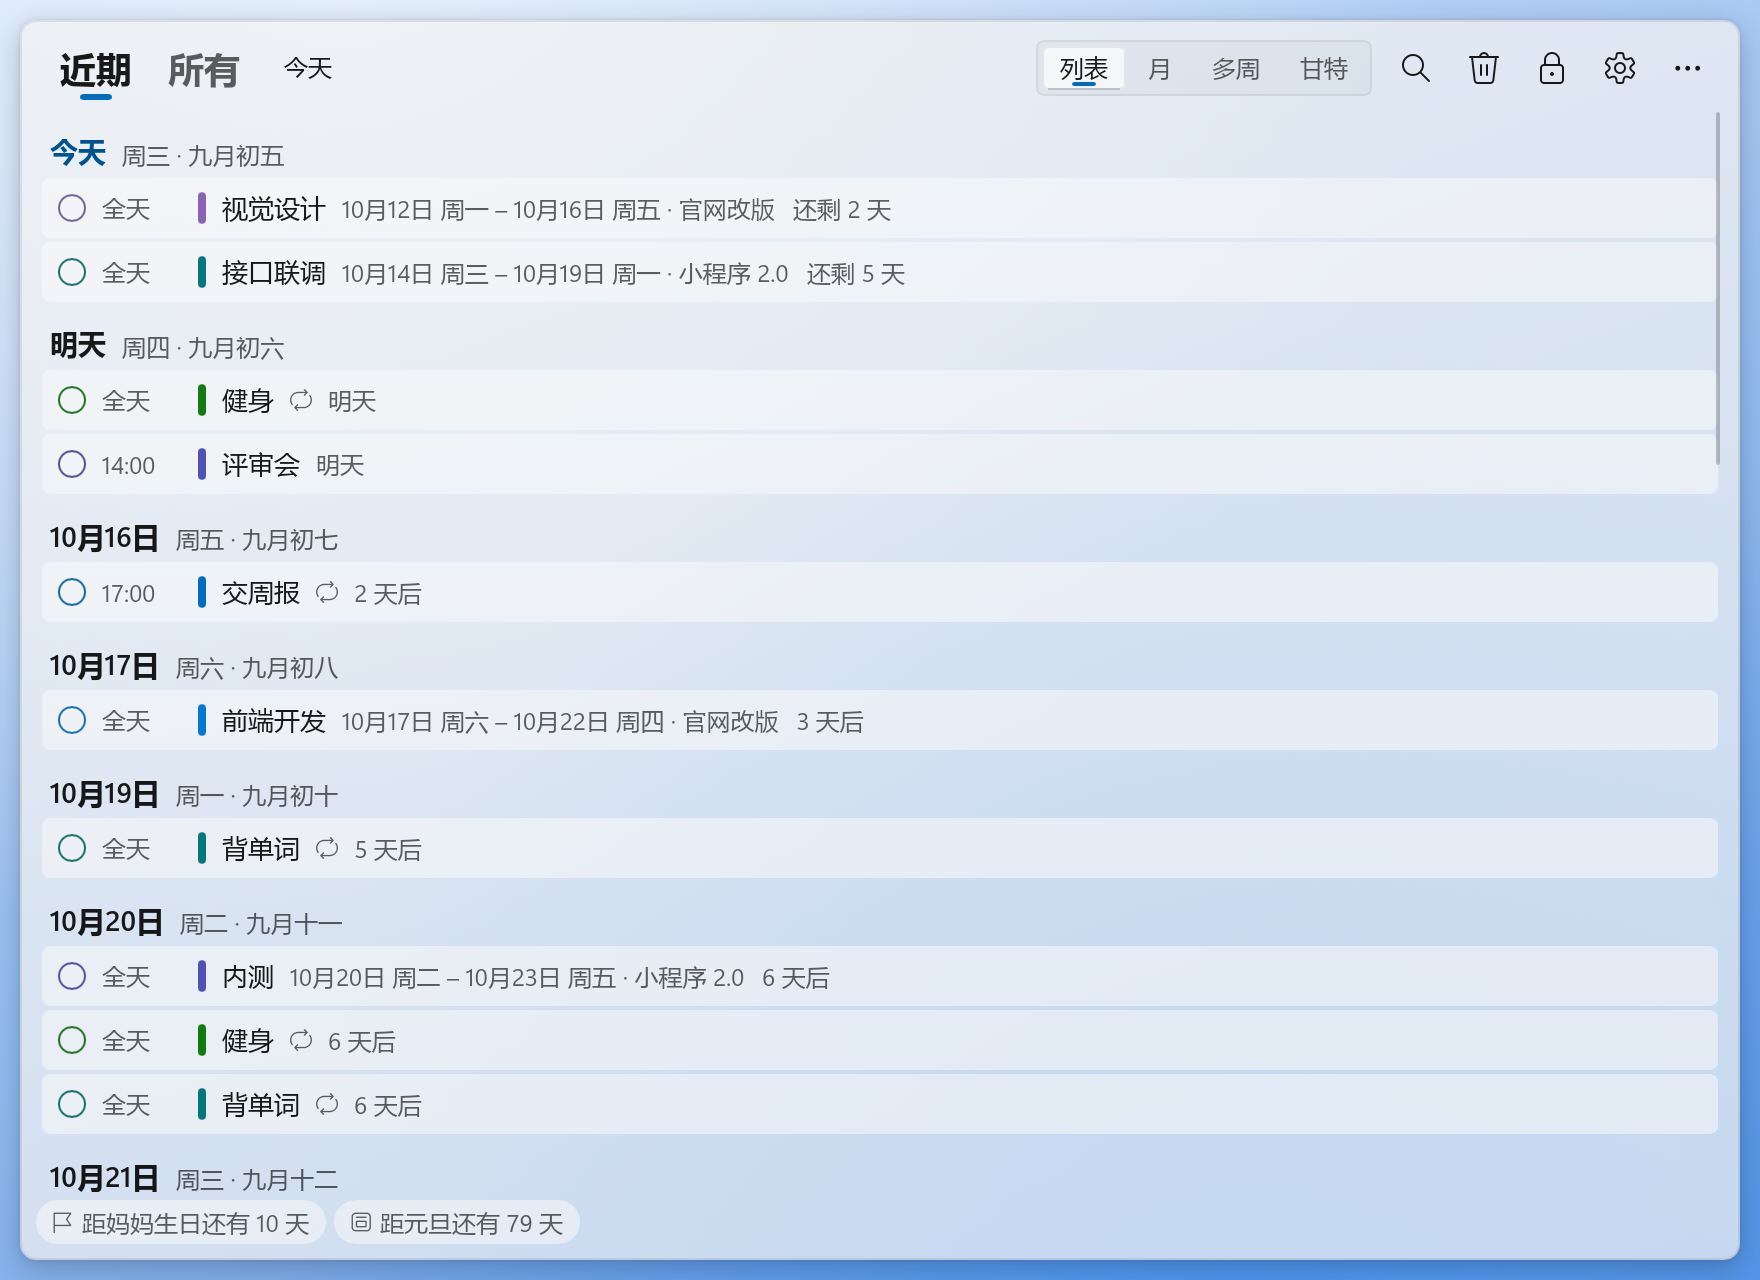 近期 所有 今天 列表 月 多周 甘特
今天 周三 · 九月初五
全天 视觉设计 10月12日 周一 – 10月16日 周五 · 官网改版 还剩 2 天
全天 接口联调 10月14日 周三 – 10月19日 周一 · 小程序 2.0 还剩 5 天
明天 周四 · 九月初六
全天 健身 明天
14:00 评审会 明天
10月16日 周五 · 九月初七
17:00 交周报 2 天后
10月17日 周六 · 九月初八
全天 前端开发 10月17日 周六 – 10月22日 周四 · 官网改版 3 天后
10月19日 周一 · 九月初十
全天 背单词 5 天后
10月20日 周二 · 九月十一
全天 内测 10月20日 周二 – 10月23日 周五 · 小程序 2.0 6 天后
全天 健身 6 天后
全天 背单词 6 天后
10月21日 周三 · 九月十二
距妈妈生日还有 10 天 距元旦还有 79 天